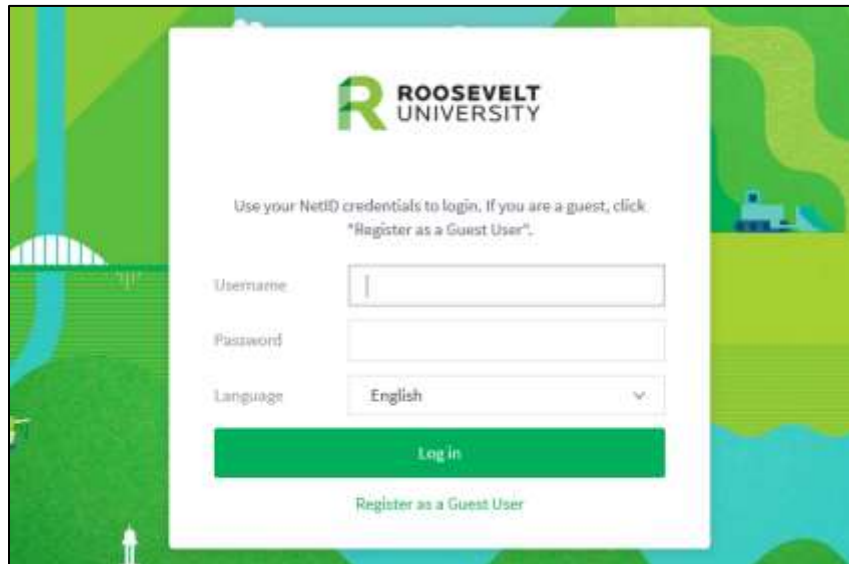 ROOSEVELT
UNIVERSITY
Use your NetID credentials to login. If you are a guest, click
"Register as a Guest User".
Username
Password
Language
English
Log in
Register as a Guest User